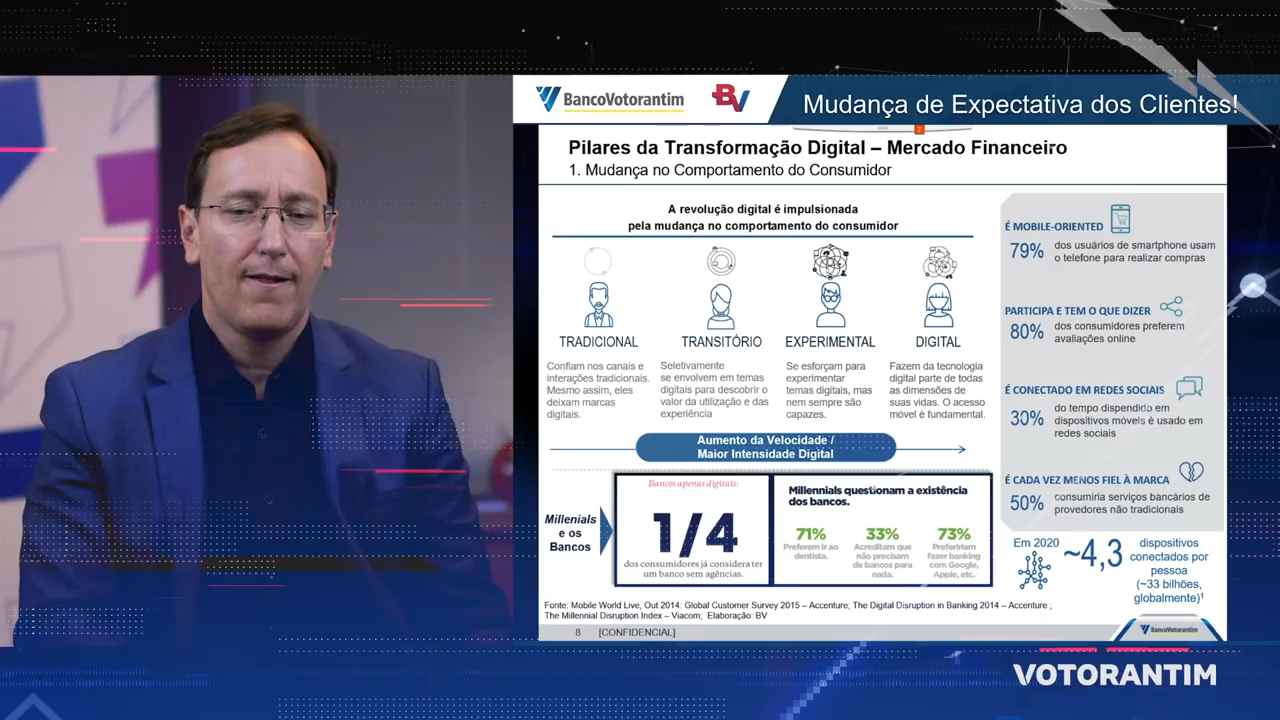 BancoVotorantim
BV
Mudança de Expectativa dos Clientes!
7
Pilares da Transformação Digital – Mercado Financeiro
1. Mudança no Comportamento do Consumidor
A revolução digital é impulsionada
pela mudança no comportamento do consumidor
TRADICIONAL
Confiam nos canais e
interações tradicionais.
Mesmo assim, eles
deixam marcas
digitais.
TRANSITÓRIO
Seletivamente
se envolvem em temas
digitais para descobrir o
valor da utilização e das
experiência
EXPERIMENTAL
Se esforçam para
experimentar
temas digitais, mas
nem sempre são
capazes.
DIGITAL
Fazem da tecnologia
digital parte de todas
as dimensões de
suas vidas. O acesso
móvel é fundamental.
Aumento da Velocidade /
Maior Intensidade Digital
Millenials
e os
Bancos
Bancos apenas digitais:
1/4
dos consumidores já considera ter
um banco sem agências.
Millennials questionam a existência
dos bancos.
71%
Preferem ir ao
dentista.
33%
Acreditam que
não precisam
de bancos para
nada.
73%
Prefeririam
fazer banking
com Google,
Apple, etc.
É MOBILE-ORIENTED
79%
dos usuários de smartphone usam
o telefone para realizar compras
PARTICIPA E TEM O QUE DIZER
80%
dos consumidores preferem
avaliações online
É CONECTADO EM REDES SOCIAIS
30%
do tempo dispendido em
dispositivos móveis é usado em
redes sociais
É CADA VEZ MENOS FIEL À MARCA
50%
consumiria serviços bancários de
provedores não tradicionais
Em 2020
~4,3
dispositivos
conectados por
pessoa
(~33 bilhões,
globalmente)¹
Fonte: Mobile World Live, Out 2014: Global Customer Survey 2015 – Accenture; The Digital Disruption in Banking 2014 – Accenture ;
The Millennial Disruption Index – Viacom; Elaboração: BV
8 [CONFIDENCIAL]
BancoVotorantim
VOTORANTIM